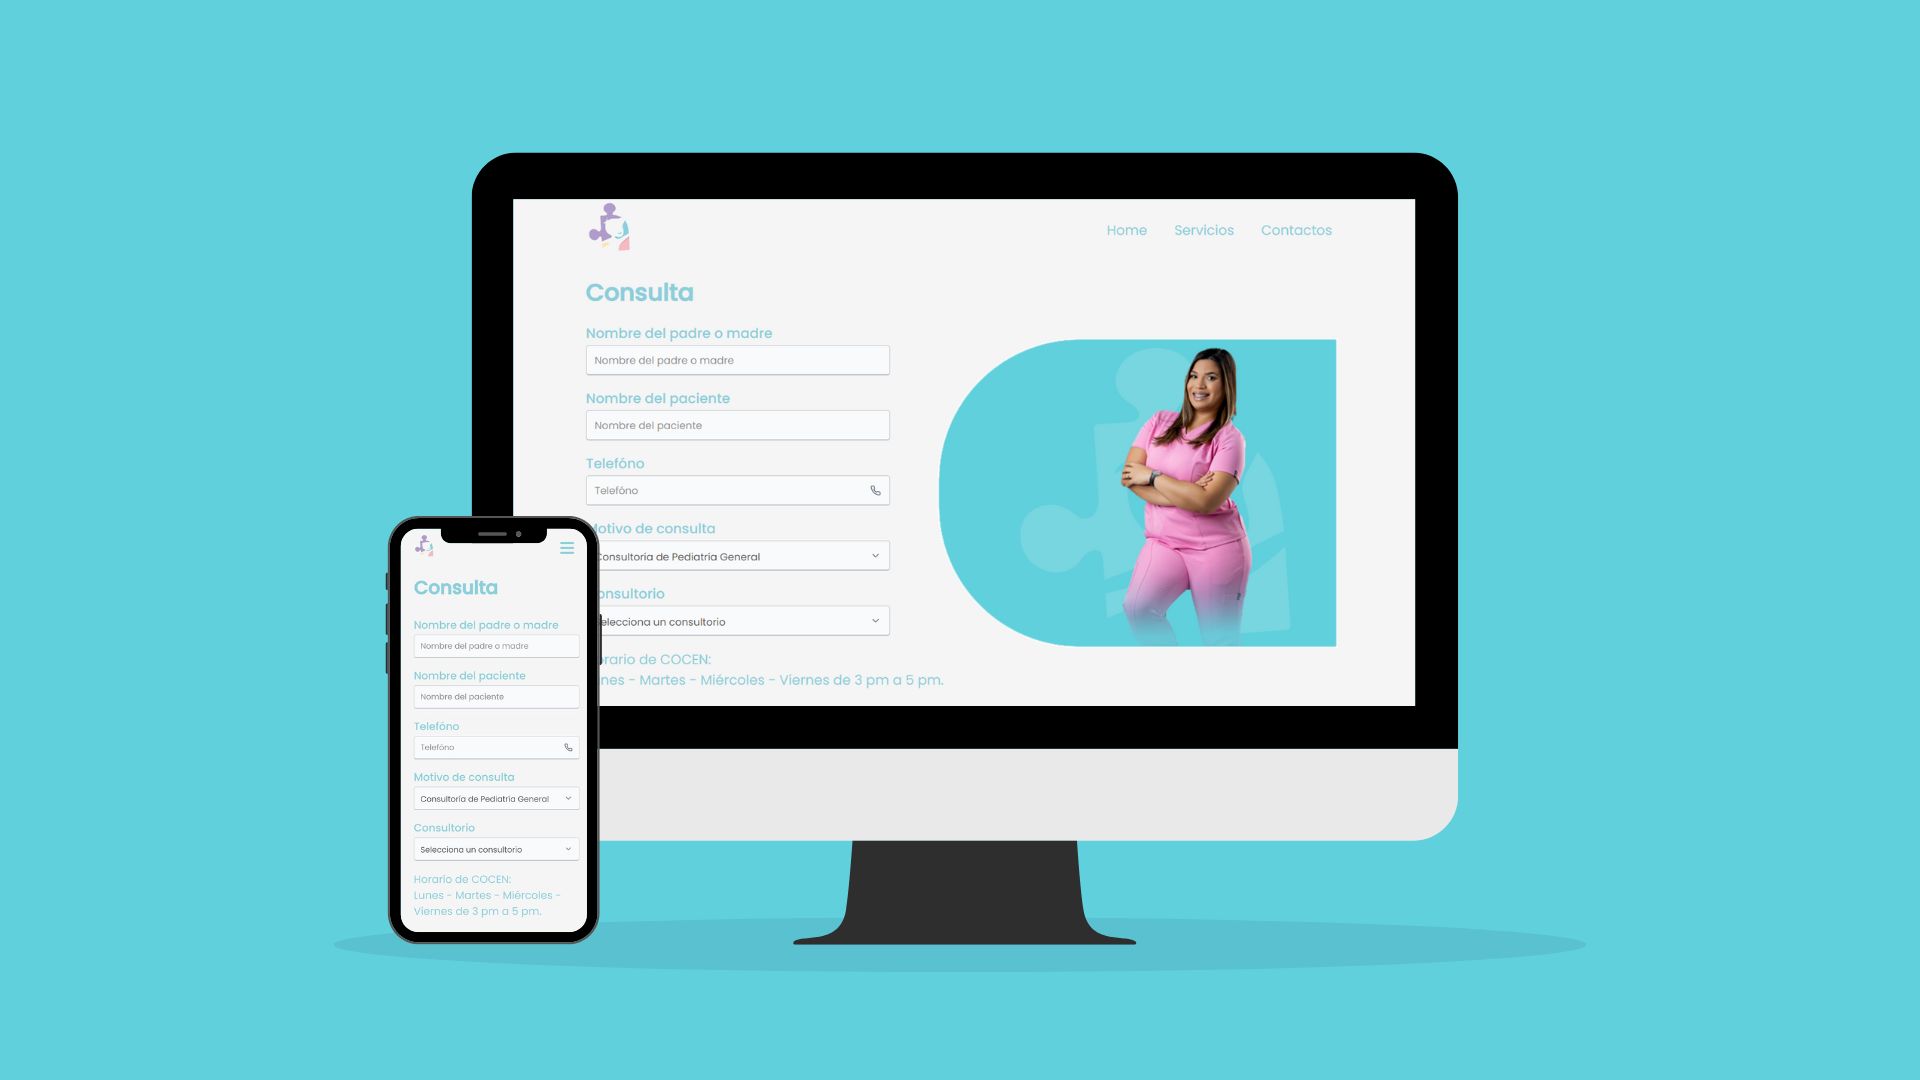 Home Servicios Contactos
Consulta
Nombre del padre o madre
Nombre del padre o madre
Nombre del paciente
Nombre del paciente
Telefóno
Telefóno
Motivo de consulta
Consultoria de Pediatria General
onsultorio
elecciona un consultorio
rario de COCEN:
nes - Martes - Miércoles - Viernes de 3 pm a 5 pm.
Consulta
Nombre del padre o madre
Nombre del padre o madre
Nombre del paciente
Nombre del paciente
Telefóno
Telefóno
Motivo de consulta
Consultoría de Pediatria General
Consultorio
Selecciona un consultorio
Horario de COCEN:
Lunes - Martes - Miércoles -
Viernes de 3 pm a 5 pm.